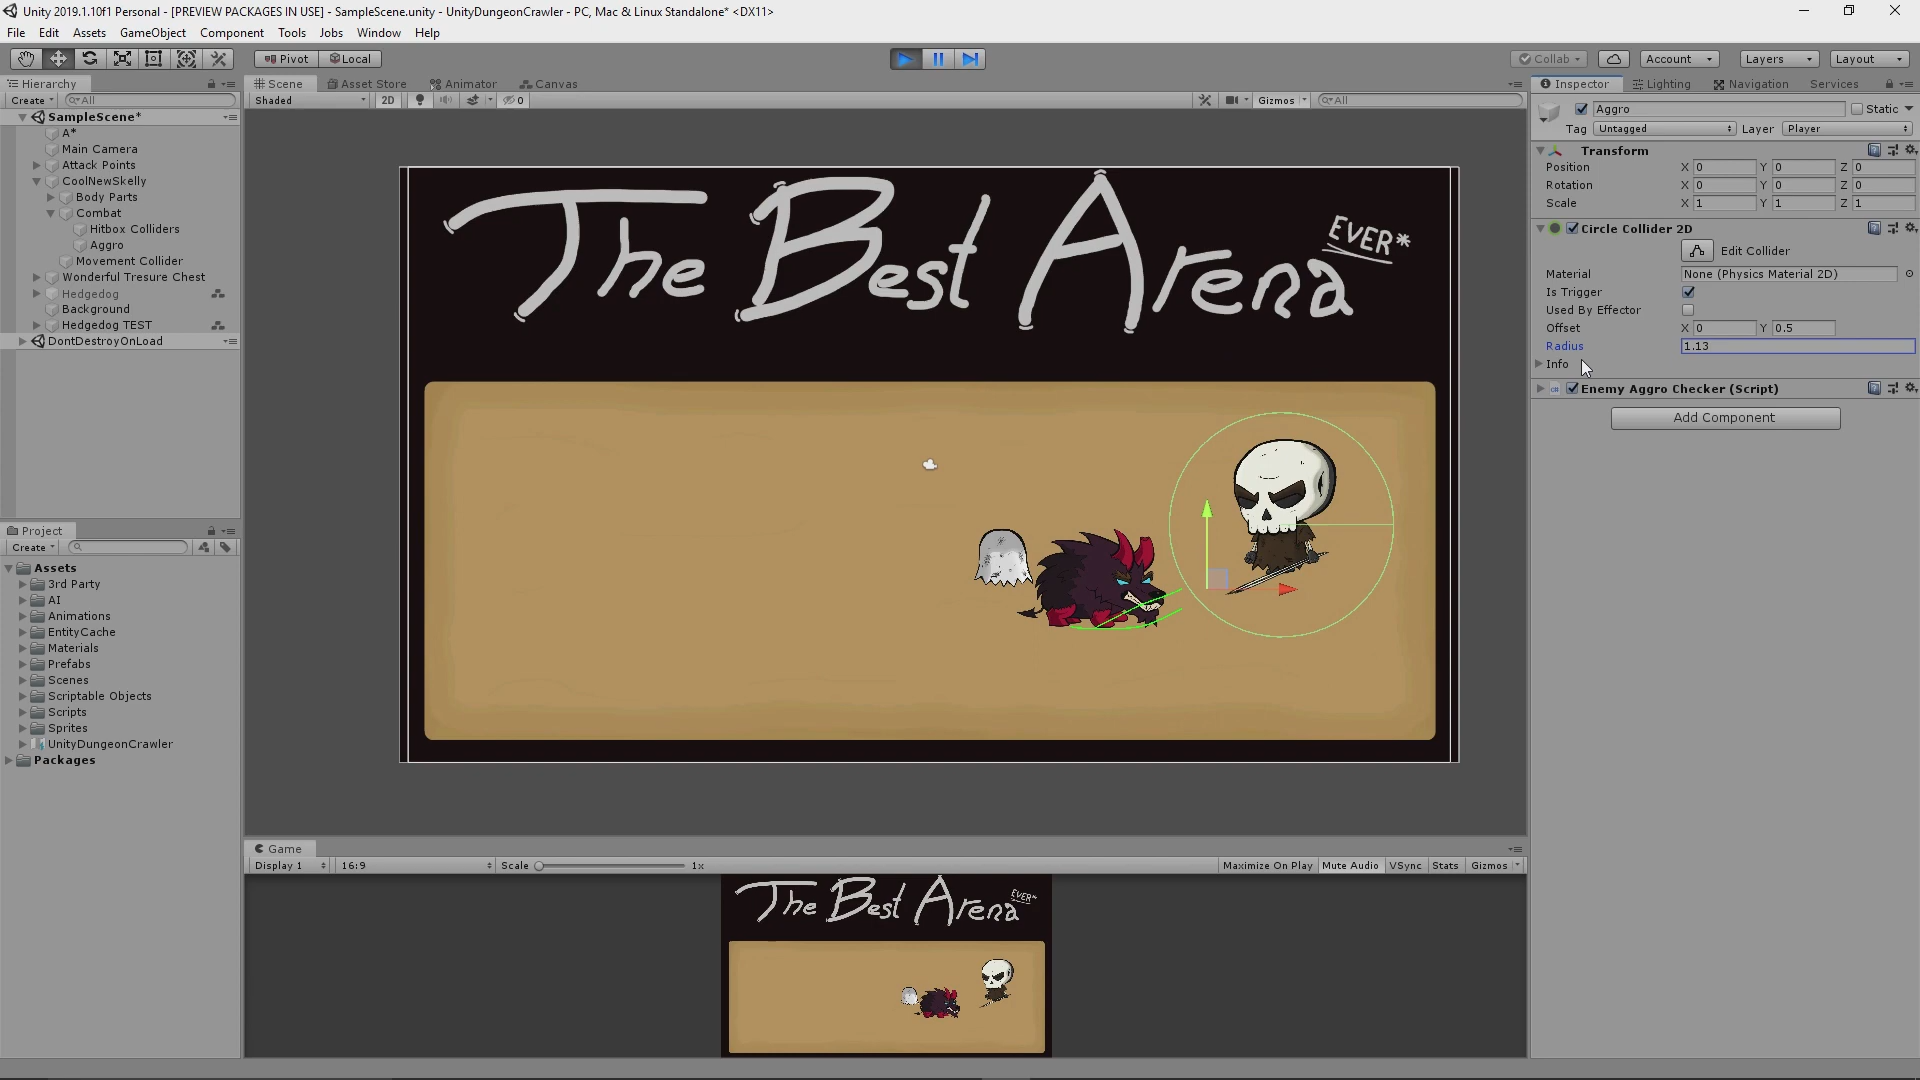 Unity 2019.1.10f1 Personal - [PREVIEW PACKAGES IN USE] - SampleScene.unity - UnityDungeonCrawler - PC, Mac & Linux Standalone* <DX11>
File Edit Assets GameObject Component Tools Jobs Window Help
Pivot Local Collab Account Layers Layout
Hierarchy Scene Asset Store Animator Canvas Inspector Lighting Navigation Services
Create All Shaded 2D 0 Gizmos All
SampleScene*
A*
Main Camera
Attack Points
CoolNewSkelly
Body Parts
Combat
Hitbox Colliders
Aggro
Movement Collider
Wonderful Tresure Chest
Hedgedog
Background
Hedgedog TEST
DontDestroyOnLoad
Project
Create
Assets
3rd Party
AI
Animations
EntityCache
Materials
Prefabs
Scenes
Scriptable Objects
Scripts
Sprites
UnityDungeonCrawler
Packages
The Best Arena
EVER*
Game
Display 1 16:9 Scale 1x Maximize On Play Mute Audio VSync Stats Gizmos
The Best Arena
EVER*
Aggro Static
Tag Untagged Layer Player
Transform
Position X 0 Y 0 Z 0
Rotation X 0 Y 0 Z 0
Scale X 1 Y 1 Z 1
Circle Collider 2D
Edit Collider
Material None (Physics Material 2D)
Is Trigger
Used By Effector
Offset X 0 Y 0.5
Radius 1.13
Info
Enemy Aggro Checker (Script)
Add Component